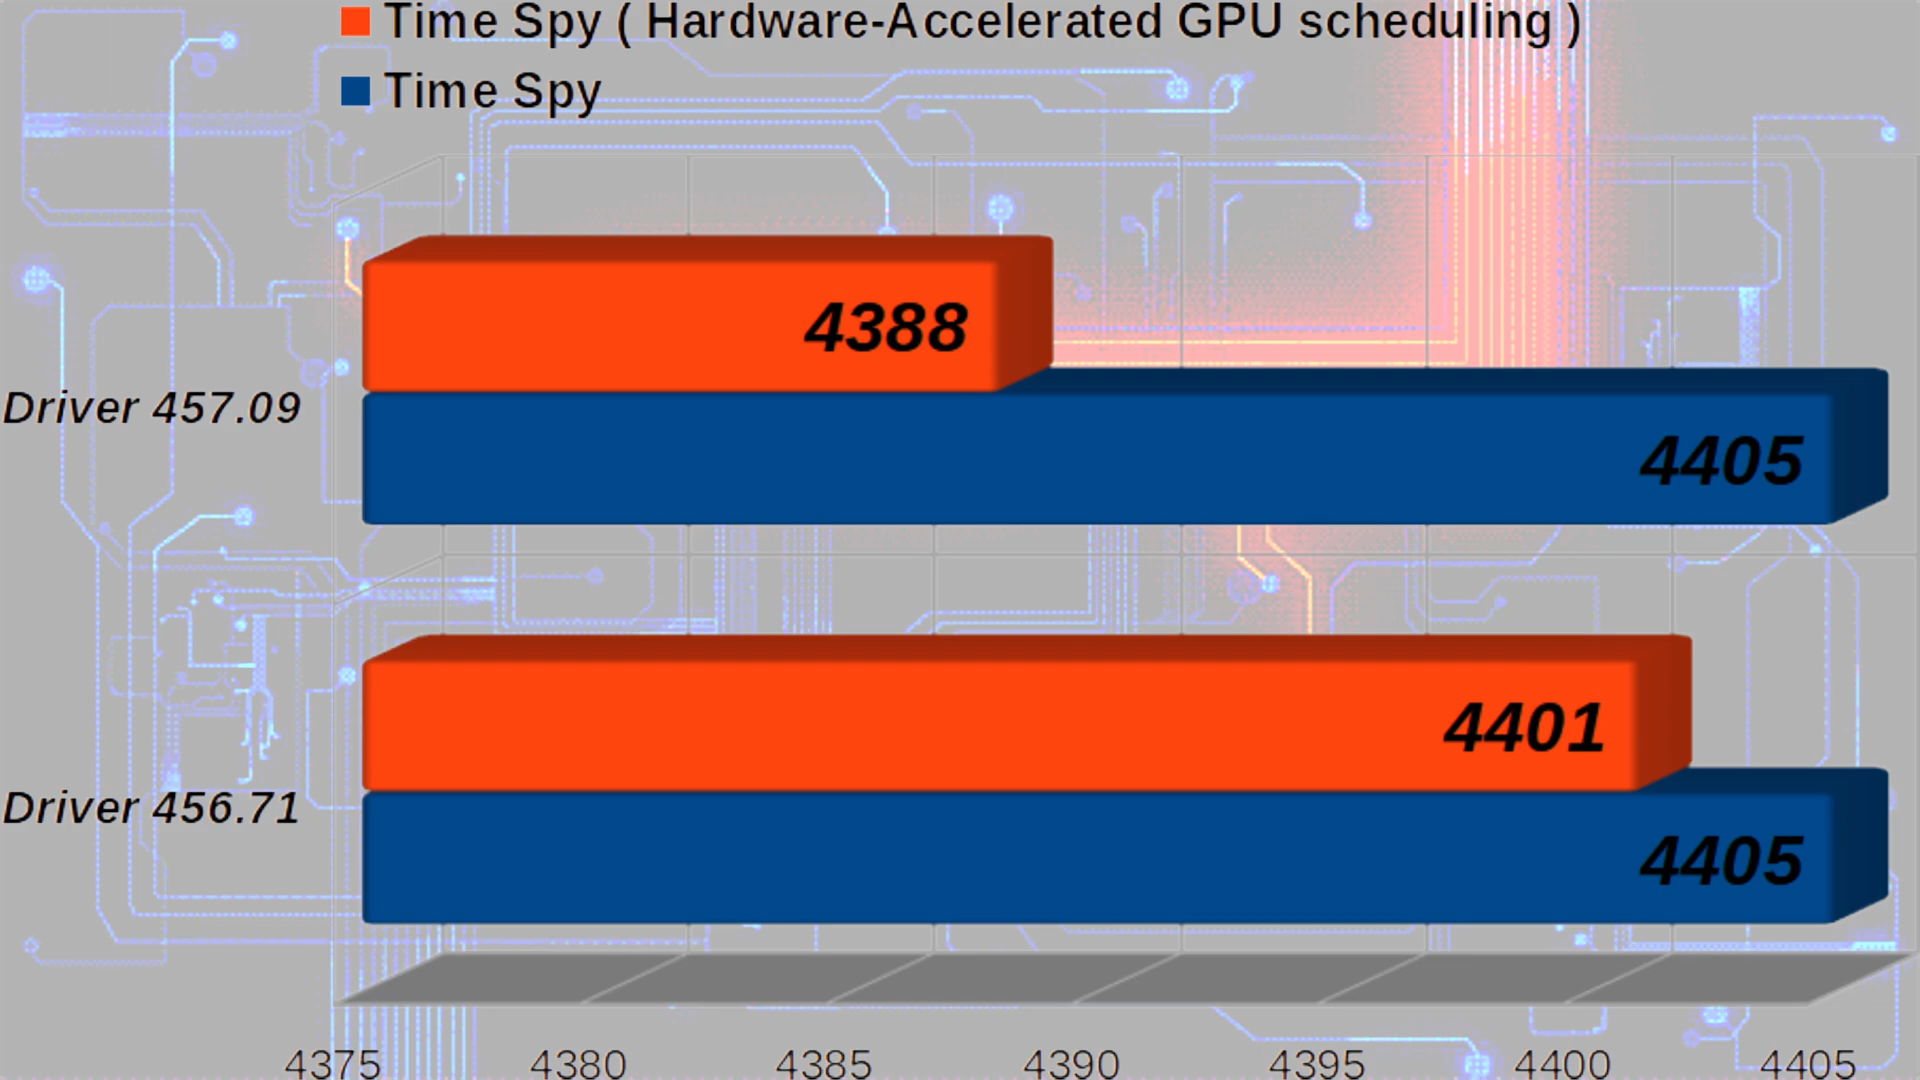 Time Spy ( Hardware-Accelerated GPU scheduling )
Time Spy
4388
Driver 457.09
4405
4401
Driver 456.71
4405
4375 4380 4385 4390 4395 4400 4405